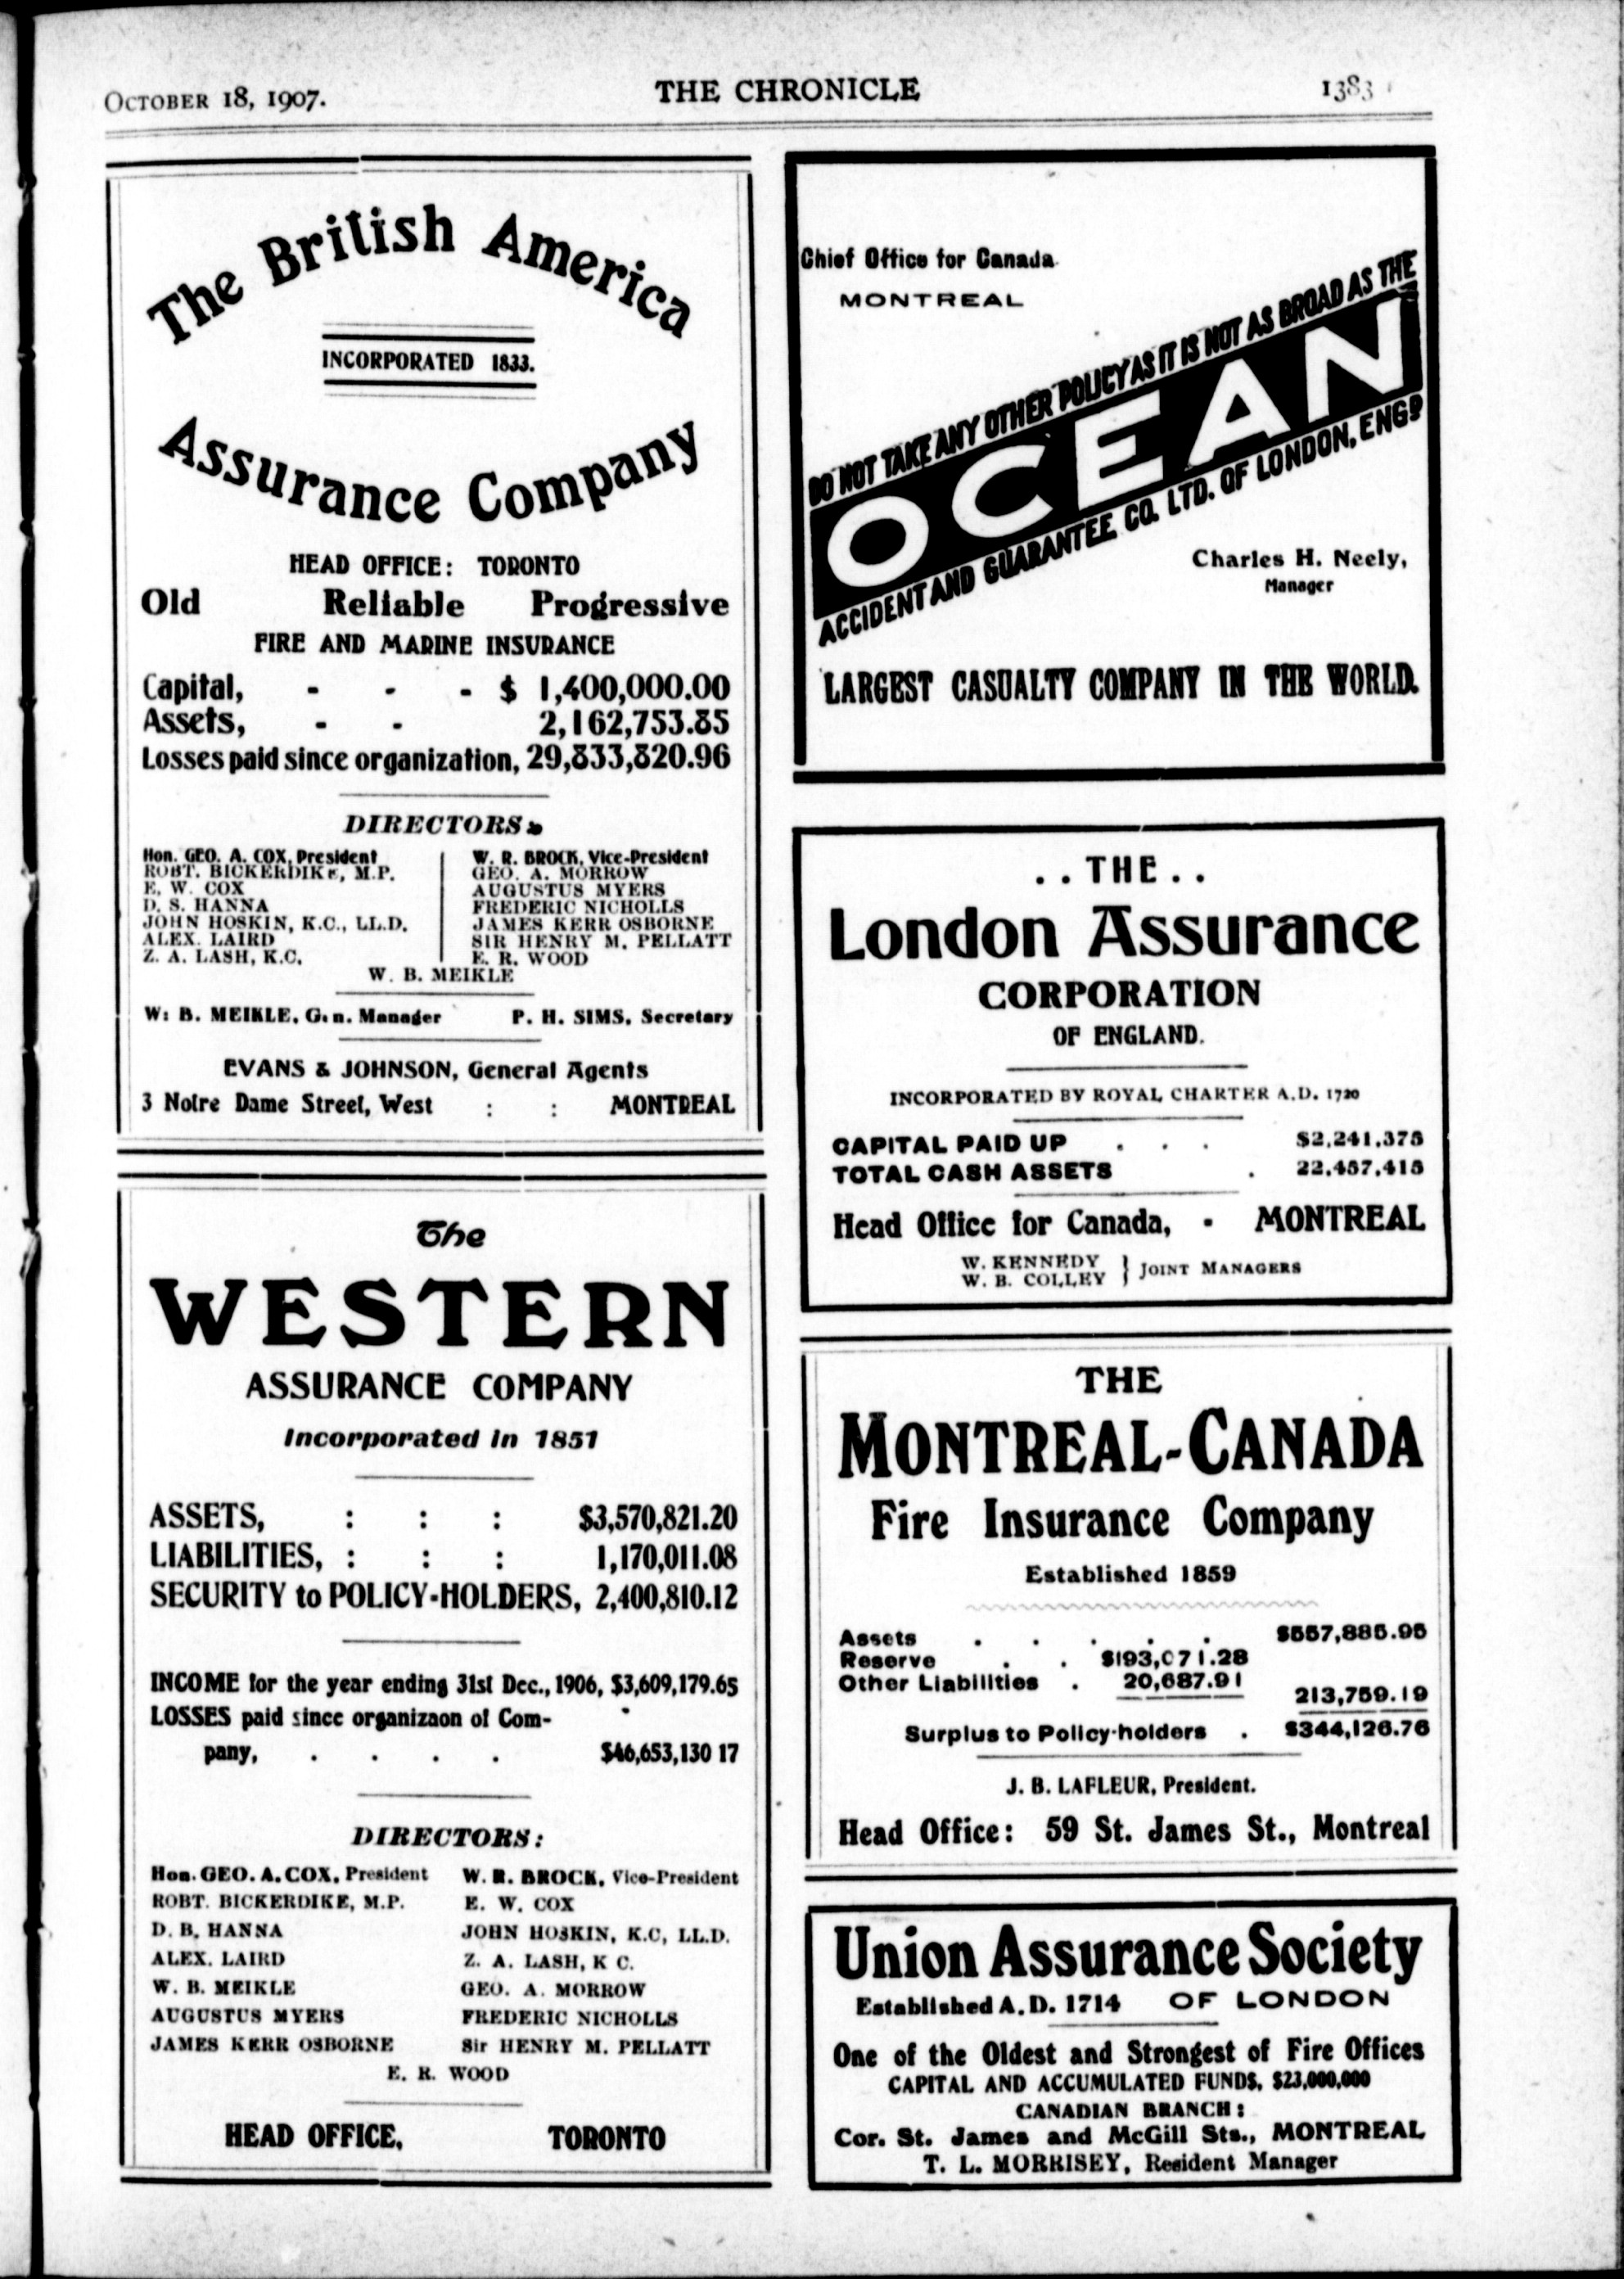 OCTOBER 18, 1907.
THE CHRONICLE
1383
The British America
INCORPORATED 1833.
Assurance Company
HEAD OFFICE: TORONTO
Old Reliable Progressive
FIRE AND MARINE INSURANCE
Capital, - - - $ 1,400,000.00
Assets, - - 2,162,753.85
Losses paid since organization, 29,833,820.96
DIRECTORS
Hon. GEO. A. COX, President
ROBT. BICKERDIKE, M.P.
E. W. COX
D. S. HANNA
JOHN HOSKIN, K.C., LL.D.
ALEX. LAIRD
Z. A. LASH, K.C.
W. R. BROCK, Vice-President
GEO. A. MORROW
AUGUSTUS MYERS
FREDERIC NICHOLLS
JAMES KERR OSBORNE
SIR HENRY M. PELLATT
E. R. WOOD
W. B. MEIKLE
W: B. MEIKLE, Gen. Manager P. H. SIMS, Secretary
EVANS & JOHNSON, General Agents
3 Notre Dame Street, West : : MONTREAL
The
WESTERN
ASSURANCE COMPANY
Incorporated in 1851
ASSETS, : : : $3,570,821.20
LIABILITIES, : : : 1,170,011.08
SECURITY to POLICY-HOLDERS, 2,400,810.12
INCOME for the year ending 31st Dec., 1906, $3,609,179.65
LOSSES paid since organizaon of Com-
pany, . . . . $46,653,130 17
DIRECTORS:
Hon. GEO. A. COX, President W. R. BROCK, Vice-President
ROBT. BICKERDIKE, M.P. E. W. COX
D. B. HANNA JOHN HOSKIN, K.C, LL.D.
ALEX. LAIRD Z. A. LASH, K C.
W. B. MEIKLE GEO. A. MORROW
AUGUSTUS MYERS FREDERIC NICHOLLS
JAMES KERR OSBORNE Sir HENRY M. PELLATT
E. R. WOOD
HEAD OFFICE, TORONTO
Chief Office for Canada
MONTREAL
DO NOT TAKE ANY OTHER POLICY AS IT IS NOT AS BROAD AS THE
OCEAN
ACCIDENT AND GUARANTEE CO. LTD. OF LONDON, ENGD
Charles H. Neely,
Manager
LARGEST CASUALTY COMPANY IN THE WORLD.
..THE..
London Assurance
CORPORATION
OF ENGLAND.
INCORPORATED BY ROYAL CHARTER A.D. 1720
CAPITAL PAID UP . . . $2,241,375
TOTAL CASH ASSETS . 22,457,415
Head Office for Canada, - MONTREAL
W. KENNEDY
W. B. COLLEY } JOINT MANAGERS
THE
MONTREAL-CANADA
Fire Insurance Company
Established 1859
Assets . . . . . $557,885.95
Reserve . . $193,071.28
Other Liabilities . 20,687.91
213,759.19
Surplus to Policy-holders . $344,126.76
J. B. LAFLEUR, President.
Head Office: 59 St. James St., Montreal
Union Assurance Society
Established A.D. 1714 OF LONDON
One of the Oldest and Strongest of Fire Offices
CAPITAL AND ACCUMULATED FUNDS, $23,000,000
CANADIAN BRANCH:
Cor. St. James and McGill Sts., MONTREAL
T. L. MORRISEY, Resident Manager